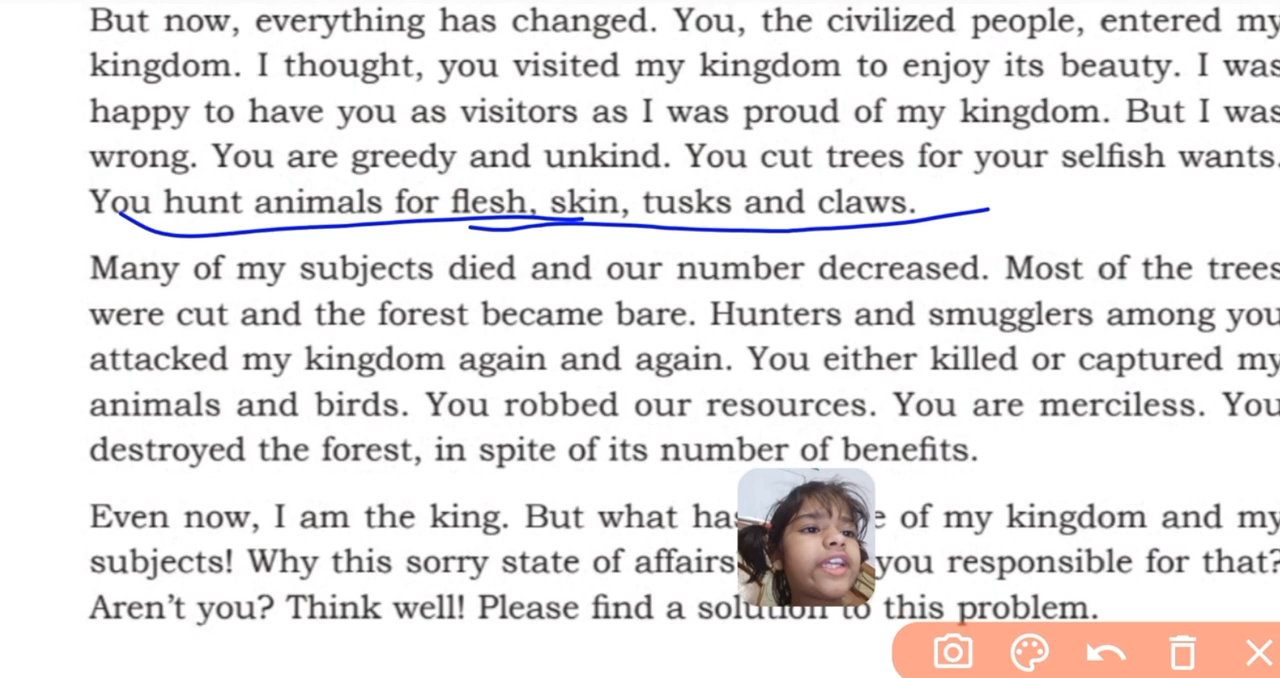 But now, everything has changed. You, the civilized people, entered my
kingdom. I thought, you visited my kingdom to enjoy its beauty. I was
happy to have you as visitors as I was proud of my kingdom. But I was
wrong. You are greedy and unkind. You cut trees for your selfish wants.
You hunt animals for flesh, skin, tusks and claws.
Many of my subjects died and our number decreased. Most of the trees
were cut and the forest became bare. Hunters and smugglers among you
attacked my kingdom again and again. You either killed or captured my
animals and birds. You robbed our resources. You are merciless. You
destroyed the forest, in spite of its number of benefits.
Even now, I am the king. But what of my kingdom and my
subjects! Why this sorry state of affairs you responsible for that?
Aren't you? Think well! Please find a solution to this problem.